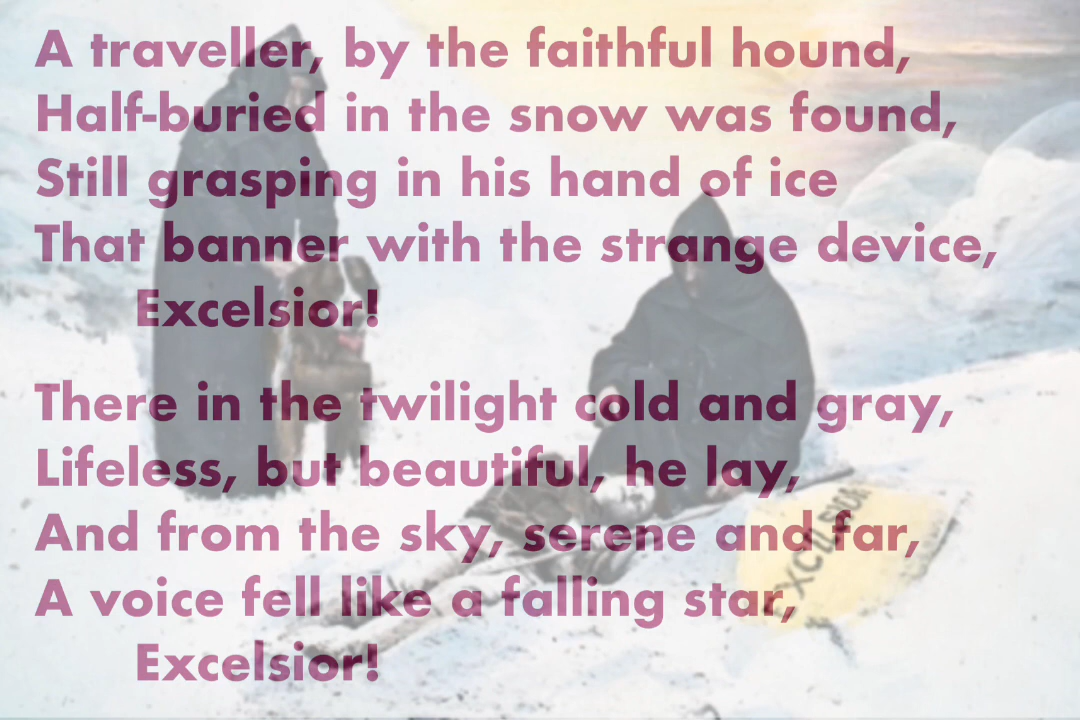 A traveller, by the faithful hound,
Half-buried in the snow was found,
Still grasping in his hand of ice
That banner with the strange device,
Excelsior!
There in the twilight cold and gray,
Lifeless, but beautiful, he lay,
And from the sky, serene and far,
A voice fell like a falling star,
Excelsior!
EXCELSIOR